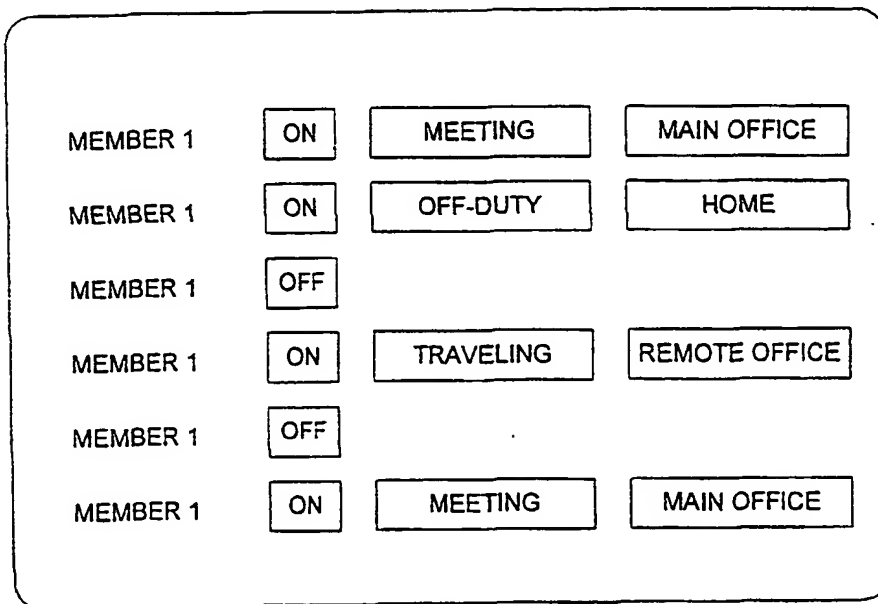 MEMBER 1 ON MEETING MAIN OFFICE
MEMBER 1 ON OFF-DUTY HOME
MEMBER 1 OFF
MEMBER 1 ON TRAVELING REMOTE OFFICE
MEMBER 1 OFF
MEMBER 1 ON MEETING MAIN OFFICE